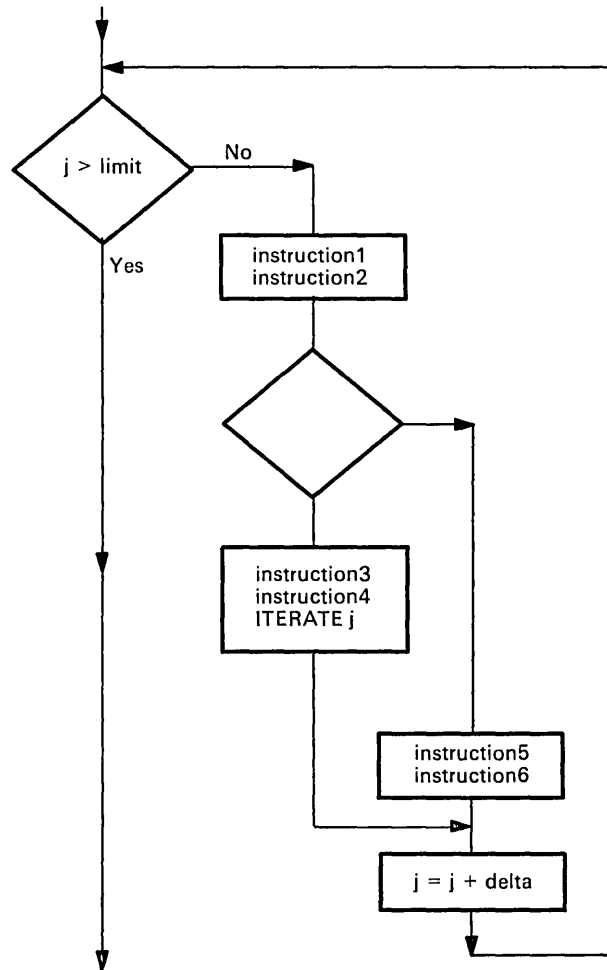 j > limit
No
Yes
instruction1
instruction2
instruction3
instruction4
ITERATE j
instruction5
instruction6
j = j + delta